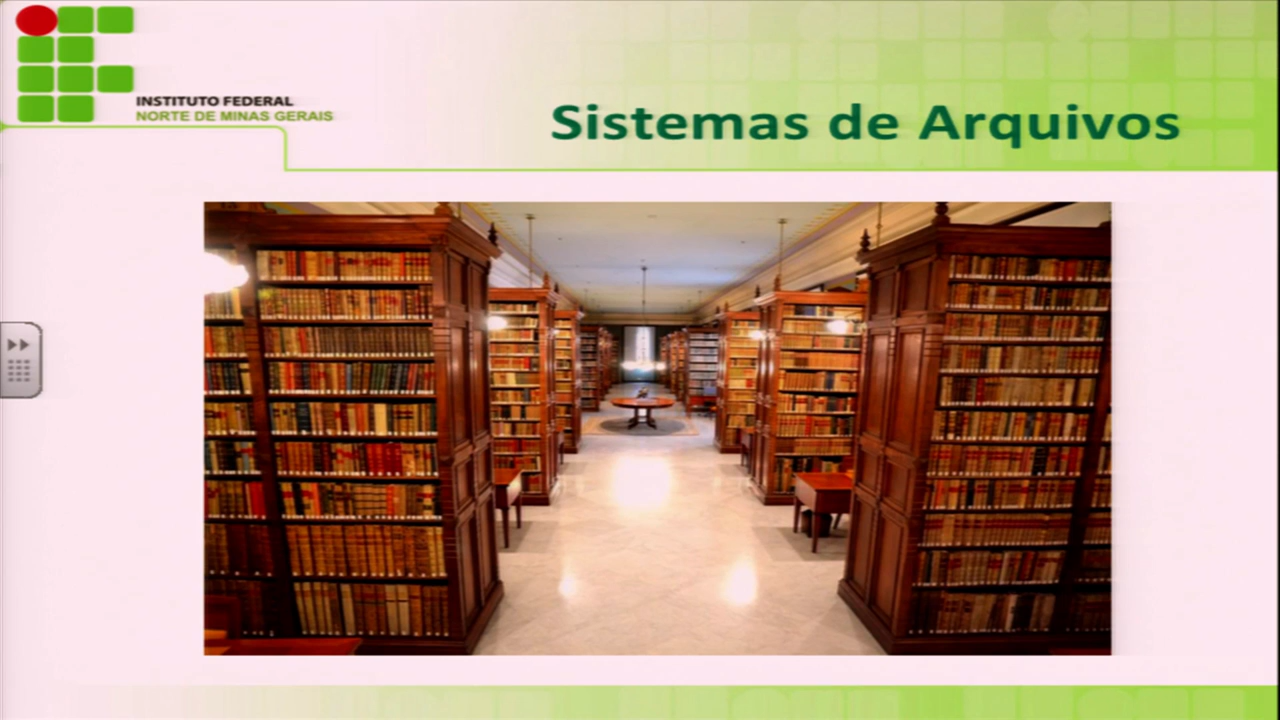 INSTITUTO FEDERAL
NORTE DE MINAS GERAIS
Sistemas de Arquivos